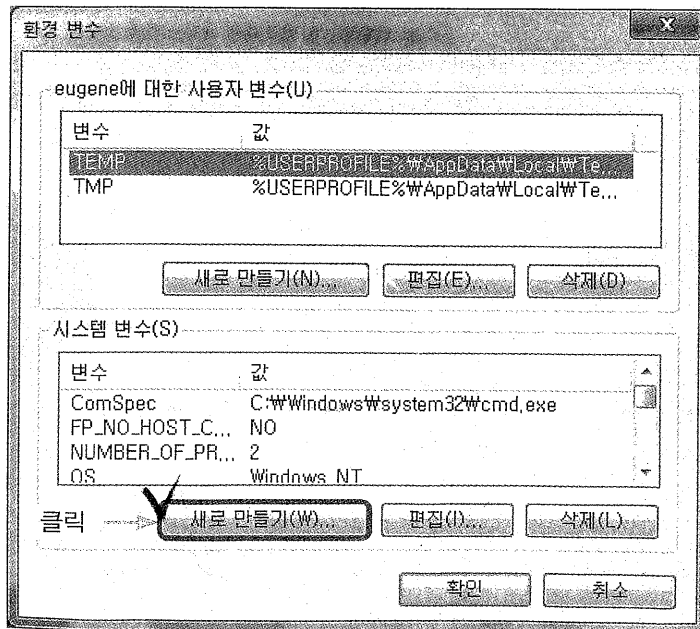 환경 변수
x
eugene에 대한 사용자 변수(U)
변수 값
TEMP %USERPROFILE%₩AppData₩Local₩Te...
TMP %USERPROFILE%₩AppData₩Local₩Te...
새로 만들기(N)... 편집(E)... 삭제(D)
시스템 변수(S)
변수 값
ComSpec C:₩Windows₩system32₩cmd.exe
FP_NO_HOST_C... NO
NUMBER_OF_PR... 2
OS Windows_NT
클릭 새로 만들기(W)... 편집(I)... 삭제(L)
확인 취소